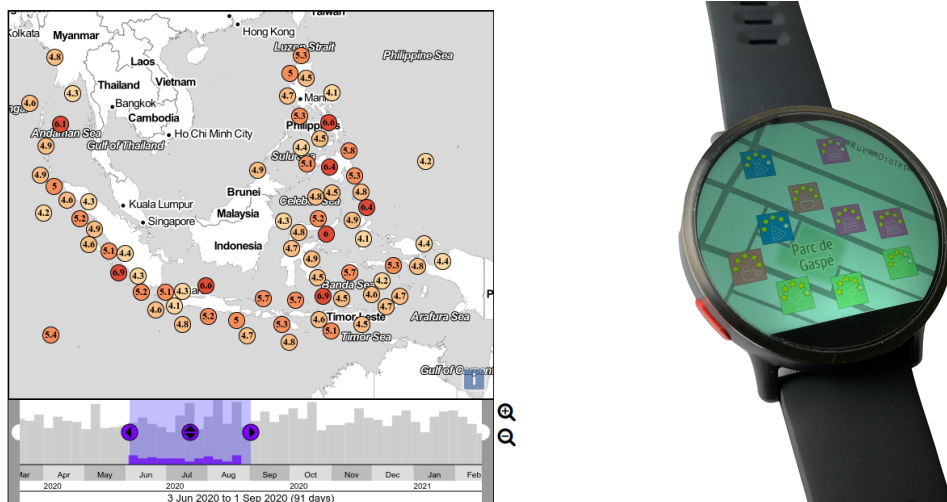 Taiwan
Kolkata
Myanmar
Hong Kong
Laos
Luzon Strait
Philippine Sea
4.8
5.3
5
4.5
Thailand
Vietnam
4.3
4.7
4.1
4.6
Bangkok
Cambodia
5.3
6.6
6.1
Andaman Sea
Ho Chi Minh City
Philippines
4.5
Gulf of Thailand
4.9
4.4
5.8
Sulu Sea
5.1
6.4
4.2
4.9
4.9
5.3
5
Brunei
4.8
4.5
4.8
4.6
4.3
Kuala Lumpur
Celebes Sea
6.4
4.2
5.2
Singapore
Malaysia
4.3
5.2
4.9
4.9
4.8
6
4.1
4.6
5.1
4.4
Indonesia
4.7
4.4
4.9
4.4
6.9
4.3
4.5
5.7
5.3
4.8
6.6
Banda Sea
4.2
5.2
5.1
4.3
5.7
5.7
6.9
4.5
4.6
4.7
4.6
4.1
4.7
5.2
5
5.3
4.6
Timor-Leste
Arafura Sea
4.8
5.1
4.5
5.4
4.7
4.8
Timor Sea
Gulf of Carpent
i
Mar Apr May Jun Jul Aug Sep Oct Nov Dec Jan Feb
2020 2020 2020 2021
3 Jun 2020 to 1 Sep 2020 (91 days)
Rue Drolet
Parc de
Gaspé